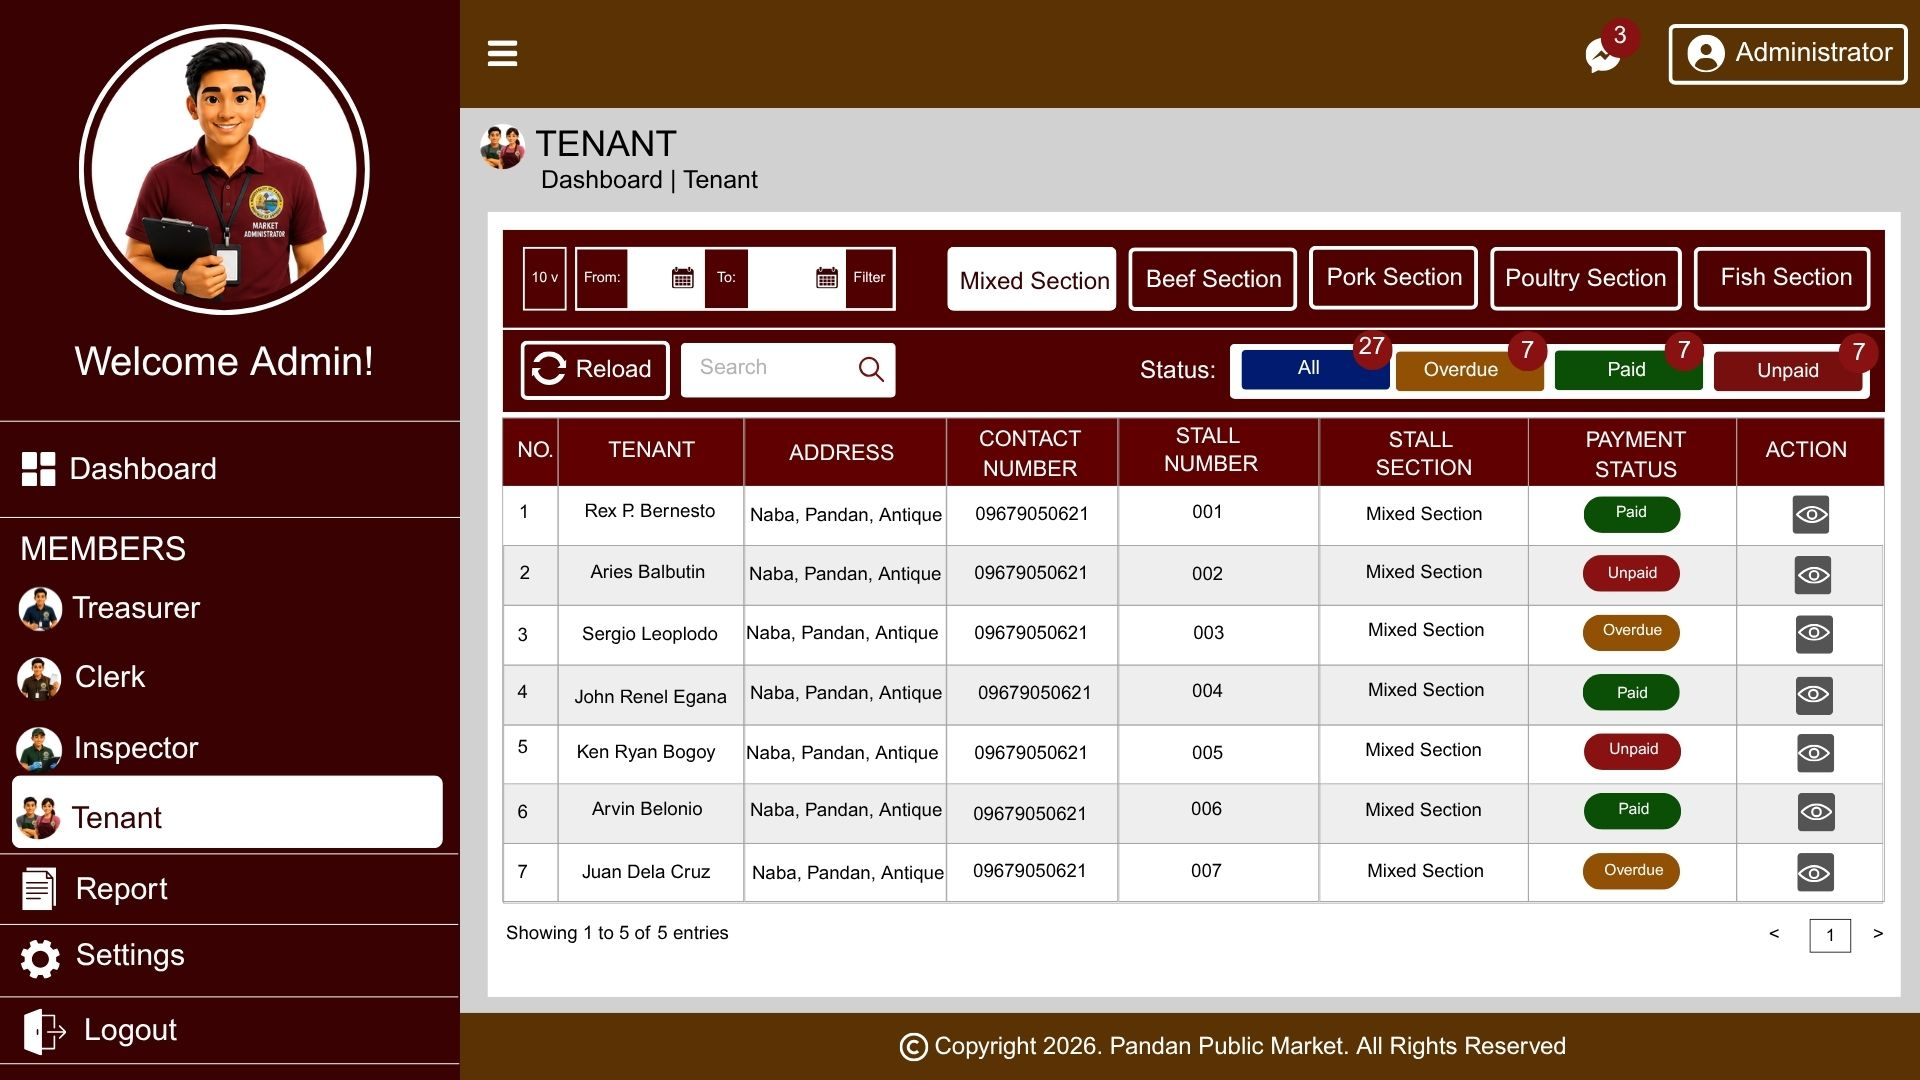 3
Administrator
MARKET
ADMINISTRATOR
Welcome Admin!
Dashboard
MEMBERS
Treasurer
Clerk
Inspector
Tenant
Report
Settings
Logout
TENANT
Dashboard | Tenant
10 v From: To: Filter
Mixed Section Beef Section Pork Section Poultry Section Fish Section
Reload Search Status: All 27 Overdue 7 Paid 7 Unpaid 7
NO. TENANT ADDRESS CONTACT NUMBER STALL NUMBER STALL SECTION PAYMENT STATUS ACTION
1 Rex P. Bernesto Naba, Pandan, Antique 09679050621 001 Mixed Section Paid
2 Aries Balbutin Naba, Pandan, Antique 09679050621 002 Mixed Section Unpaid
3 Sergio Leoplodo Naba, Pandan, Antique 09679050621 003 Mixed Section Overdue
4 John Renel Egana Naba, Pandan, Antique 09679050621 004 Mixed Section Paid
5 Ken Ryan Bogoy Naba, Pandan, Antique 09679050621 005 Mixed Section Unpaid
6 Arvin Belonio Naba, Pandan, Antique 09679050621 006 Mixed Section Paid
7 Juan Dela Cruz Naba, Pandan, Antique 09679050621 007 Mixed Section Overdue
Showing 1 to 5 of 5 entries
< 1 >
© Copyright 2026. Pandan Public Market. All Rights Reserved